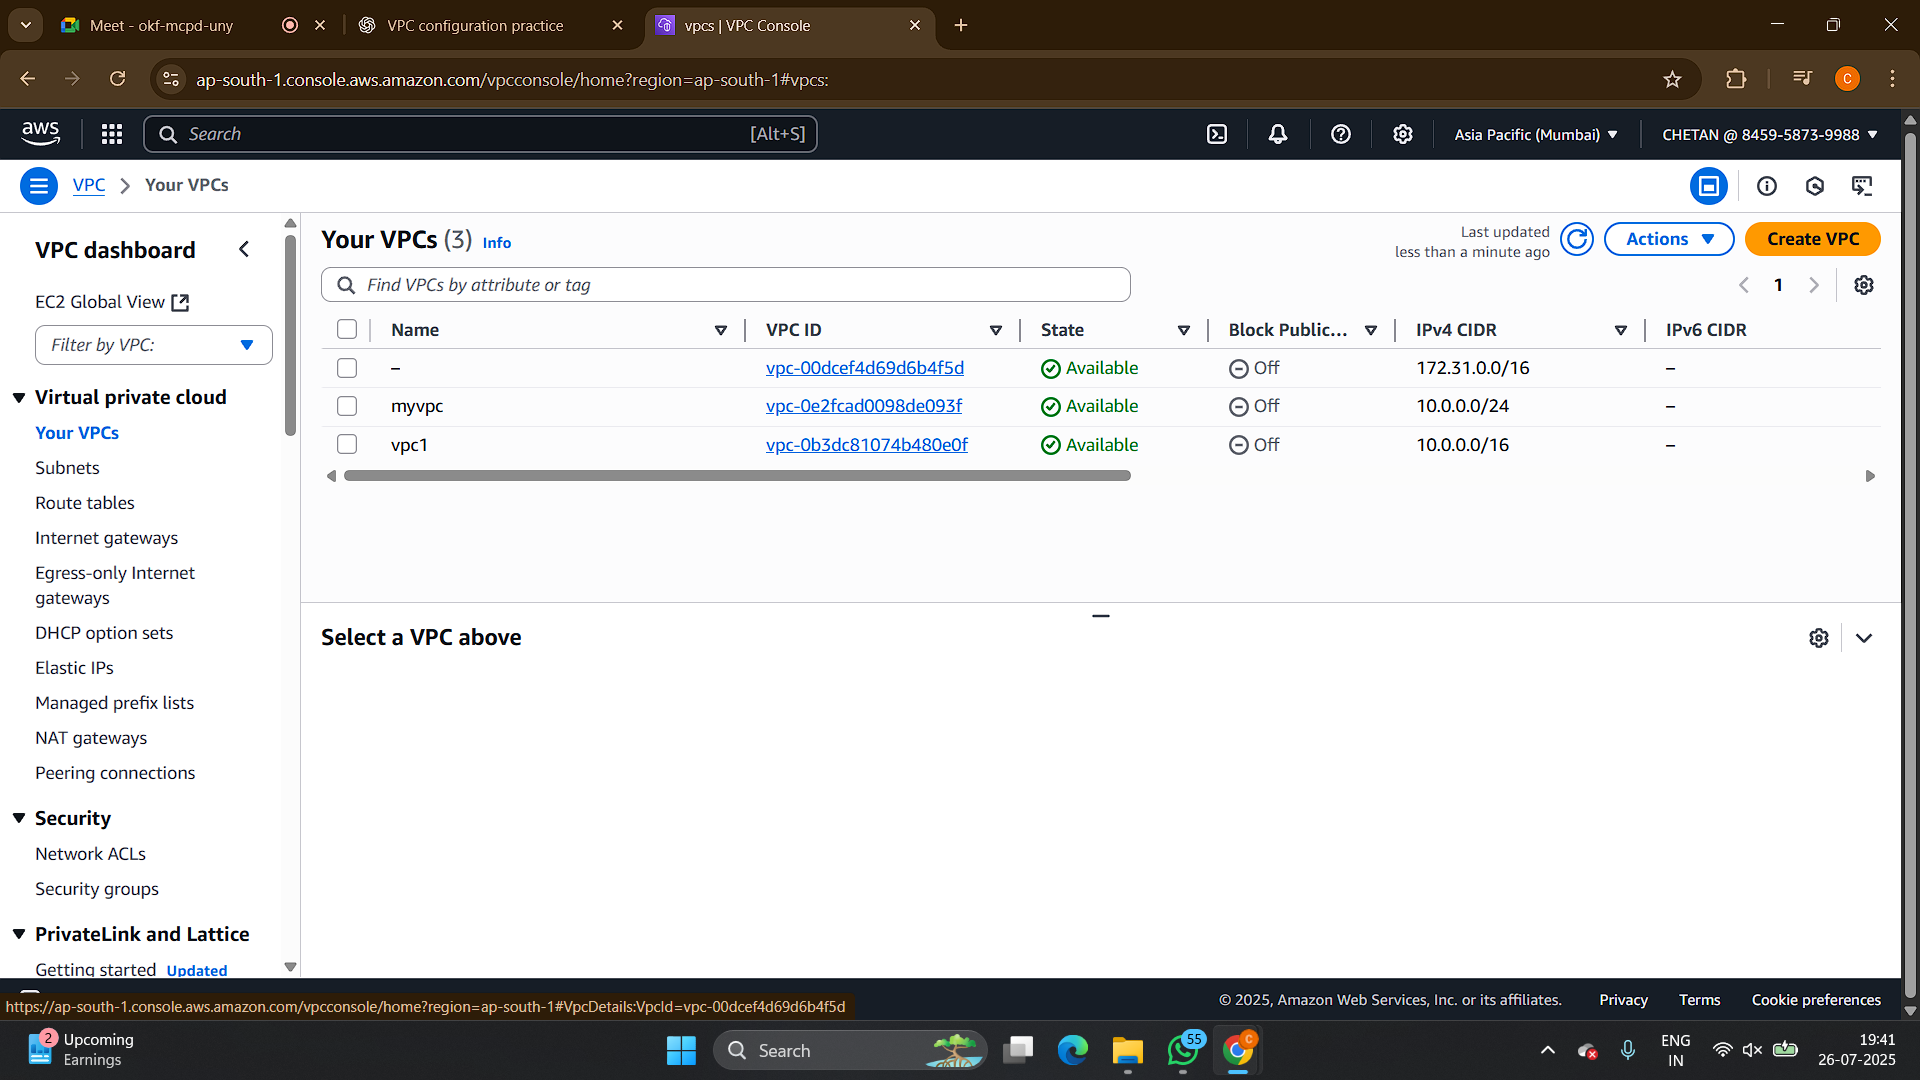 Meet - okf-mcpd-uny
VPC configuration practice
vpcs | VPC Console
ap-south-1.console.aws.amazon.com/vpcconsole/home?region=ap-south-1#vpcs:
C
aws
Search [Alt+S]
Asia Pacific (Mumbai)
CHETAN @ 8459-5873-9988
VPC > Your VPCs
VPC dashboard
EC2 Global View
Filter by VPC:
Virtual private cloud
Your VPCs
Subnets
Route tables
Internet gateways
Egress-only Internet
gateways
DHCP option sets
Elastic IPs
Managed prefix lists
NAT gateways
Peering connections
Security
Network ACLs
Security groups
PrivateLink and Lattice
Getting started Updated
Your VPCs (3) Info
Last updated
less than a minute ago
Actions
Create VPC
Find VPCs by attribute or tag
1
Name VPC ID State Block Public... IPv4 CIDR IPv6 CIDR
– vpc-00dcef4d69d6b4f5d Available Off 172.31.0.0/16 –
myvpc vpc-0e2fcad0098de093f Available Off 10.0.0.0/24 –
vpc1 vpc-0b3dc81074b480e0f Available Off 10.0.0.0/16 –
Select a VPC above
https://ap-south-1.console.aws.amazon.com/vpcconsole/home?region=ap-south-1#VpcDetails:VpcId=vpc-00dcef4d69d6b4f5d
© 2025, Amazon Web Services, Inc. or its affiliates. Privacy Terms Cookie preferences
2
Upcoming
Earnings
Search
55
C
ENG
IN
19:41
26-07-2025